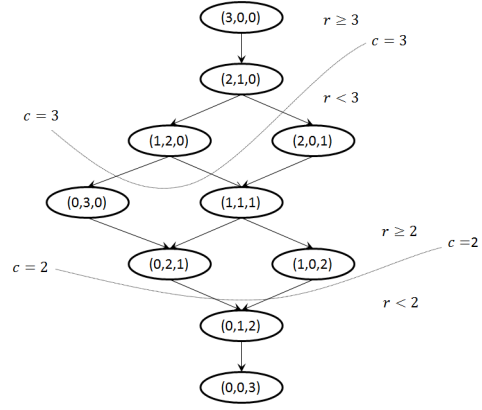 (3,0,0)
r ≥ 3
c = 3
(2,1,0)
r < 3
c = 3
(1,2,0)
(2,0,1)
(0,3,0)
(1,1,1)
r ≥ 2
c =2
(0,2,1)
(1,0,2)
c = 2
r < 2
(0,1,2)
(0,0,3)